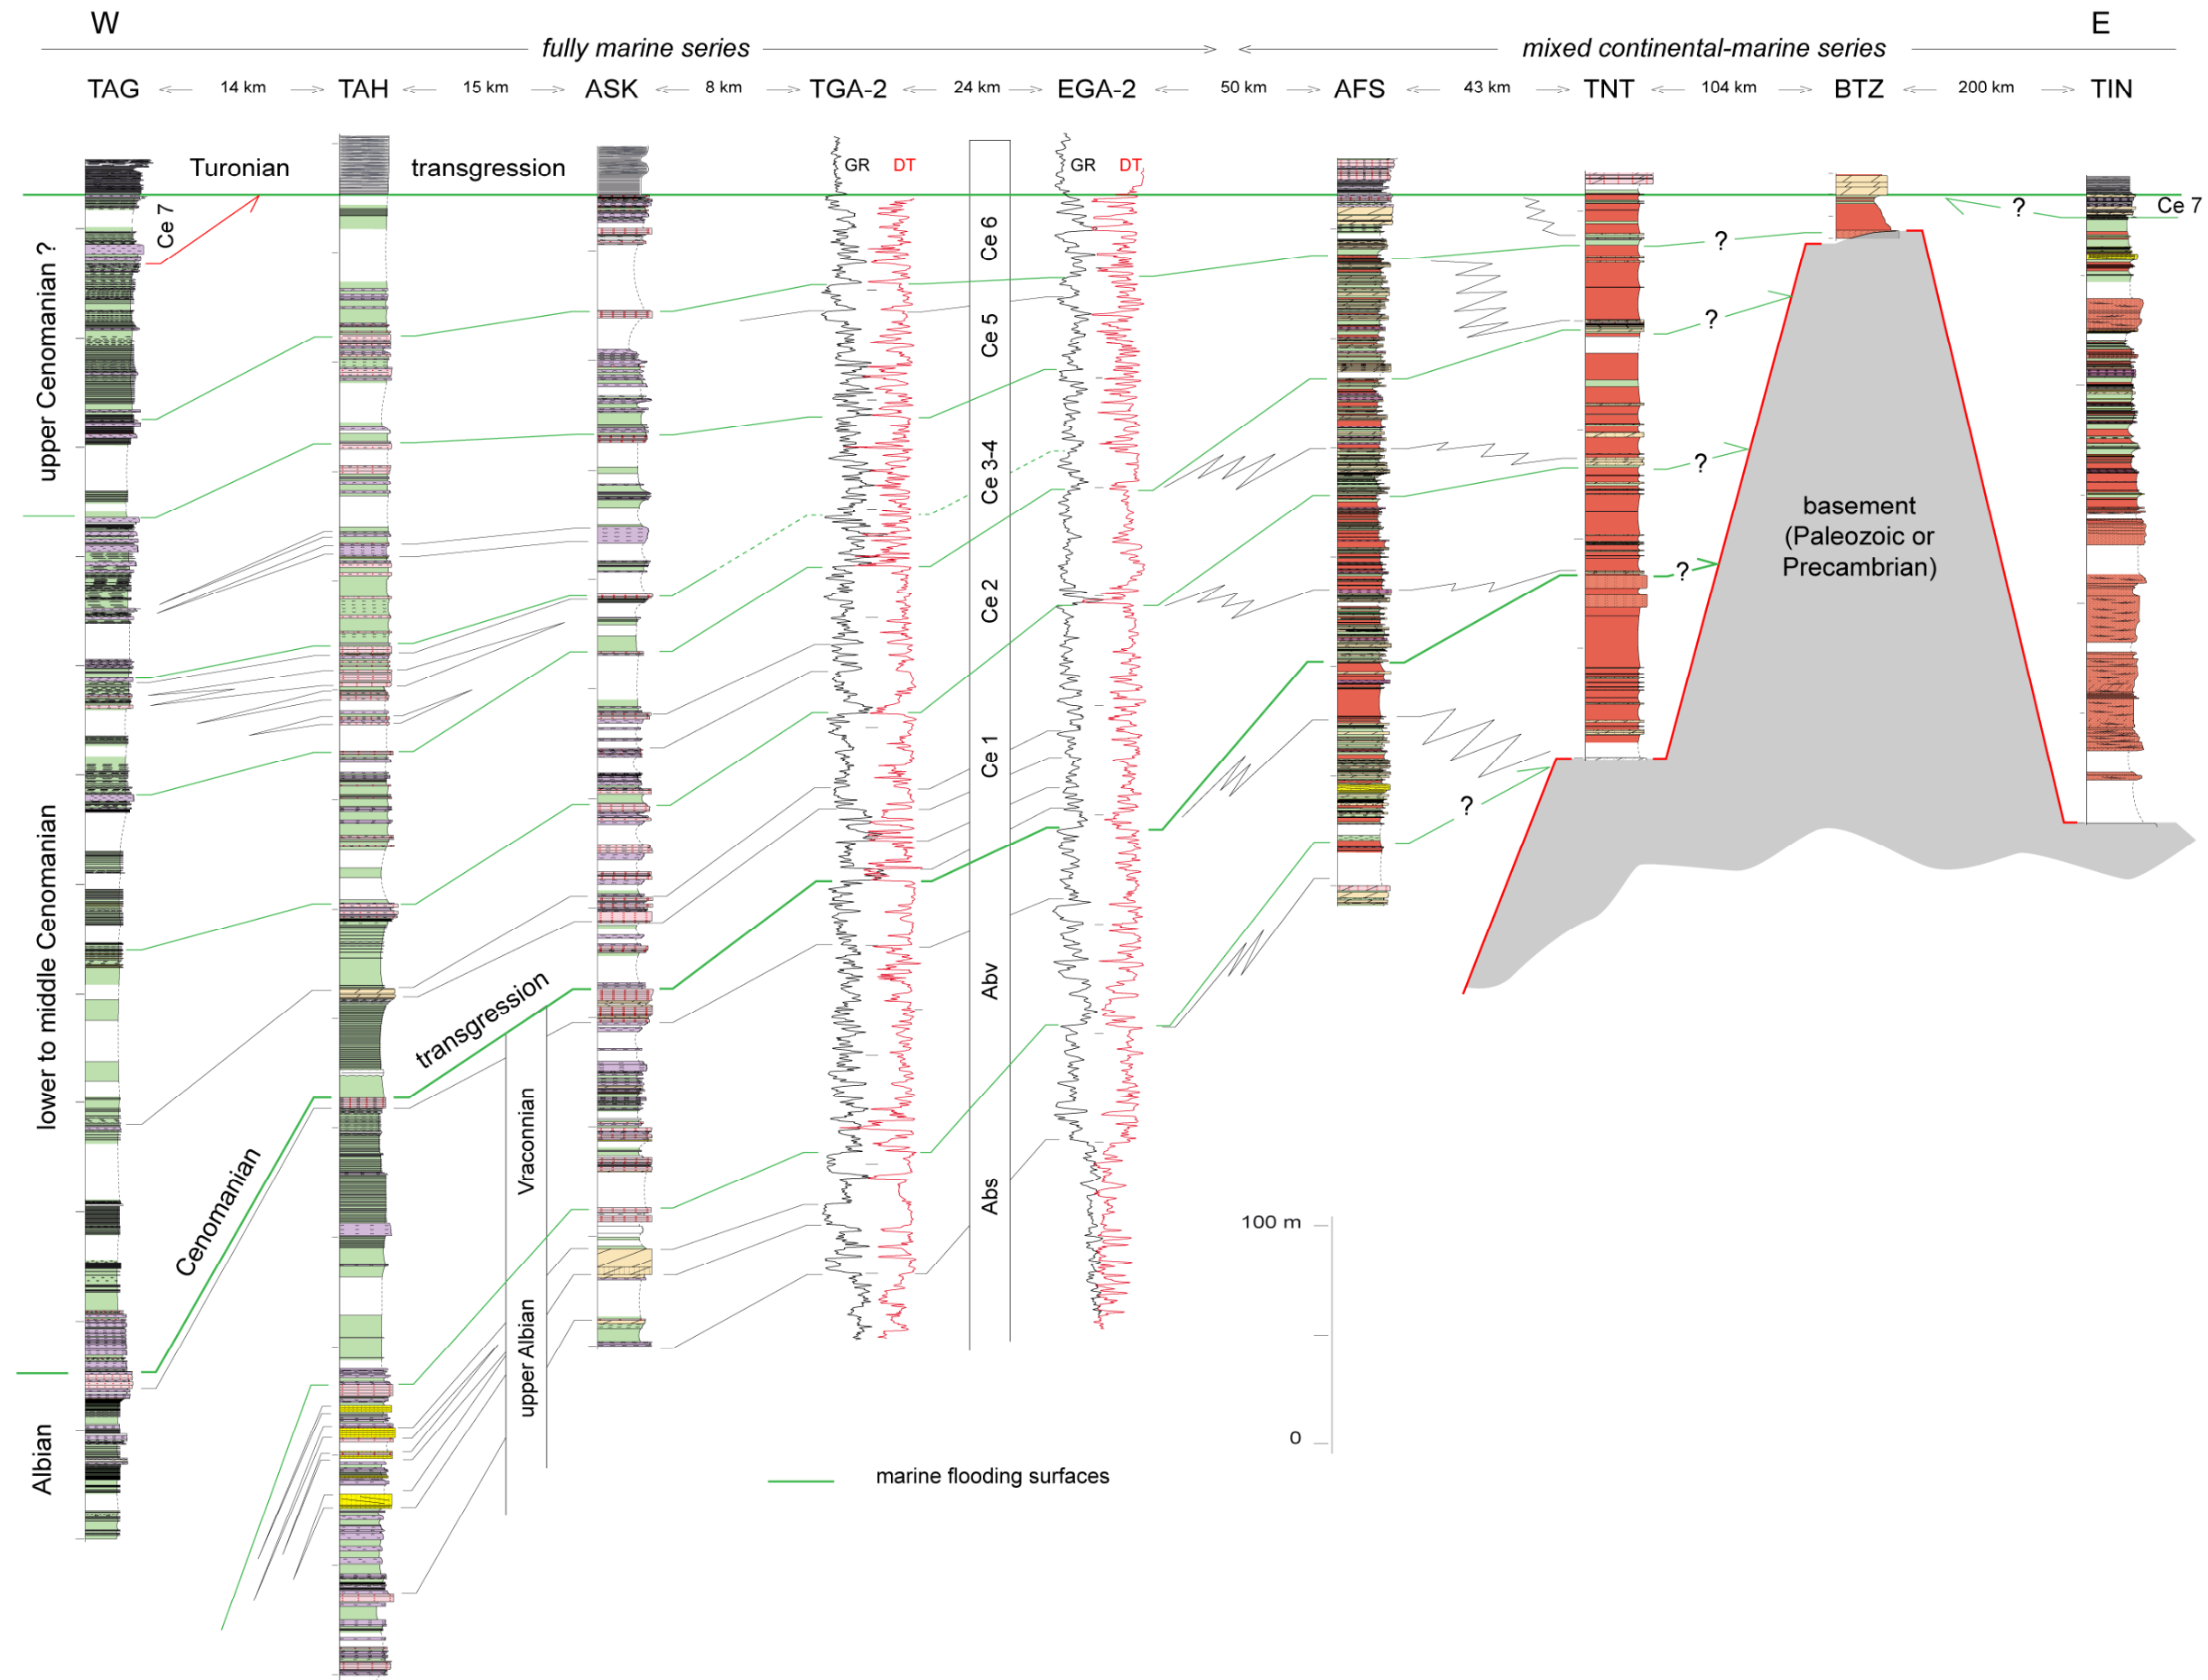 W
E
fully marine series
mixed continental-marine series
TAG
14 km
TAH
15 km
ASK
8 km
TGA-2
24 km
EGA-2
50 km
AFS
43 km
TNT
104 km
BTZ
200 km
TIN
Turonian
transgression
GR
DT
GR
DT
Ce 7
Ce 7
?
?
?
?
?
?
upper Cenomanian ?
lower to middle Cenomanian
Albian
Ce 6
Ce 5
Ce 3-4
Ce 2
Ce 1
Abv
Abs
basement
(Paleozoic or
Precambrian)
Cenomanian
transgression
Vraconnian
upper Albian
100 m
0
marine flooding surfaces